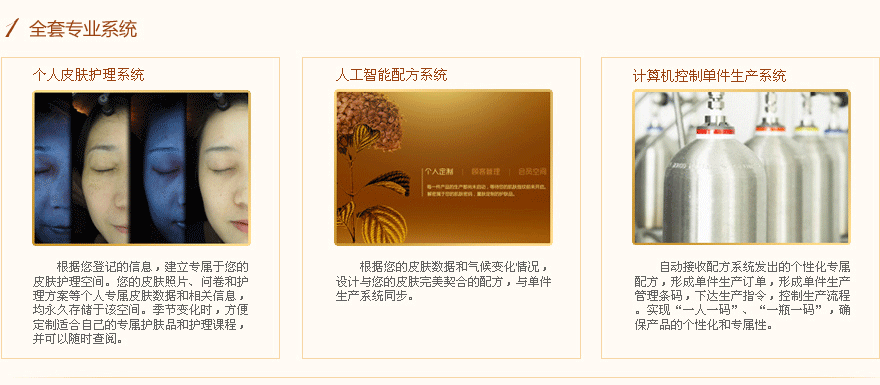 1 全套专业系统
个人皮肤护理系统
根据您登记的信息，建立专属于您的
皮肤护理空间。您的皮肤照片、问卷和护
理方案等个人专属皮肤数据和相关信息，
均永久存储于该空间。季节变化时，方便
定制适合自己的专属护肤品和护理课程，
并可以随时查阅。
人工智能配方系统
个人定制 | 顾客管理 | 会员空间
根据您的皮肤数据和气候变化情况，
设计与您的皮肤完美契合的配方，与单件
生产系统同步。
计算机控制单件生产系统
自动接收配方系统发出的个性化专属
配方，形成单件生产订单，形成单件生产
管理条码，下达生产指令，控制生产流程
。实现“一人一码”、“一瓶一码”，确
保产品的个性化和专属性。